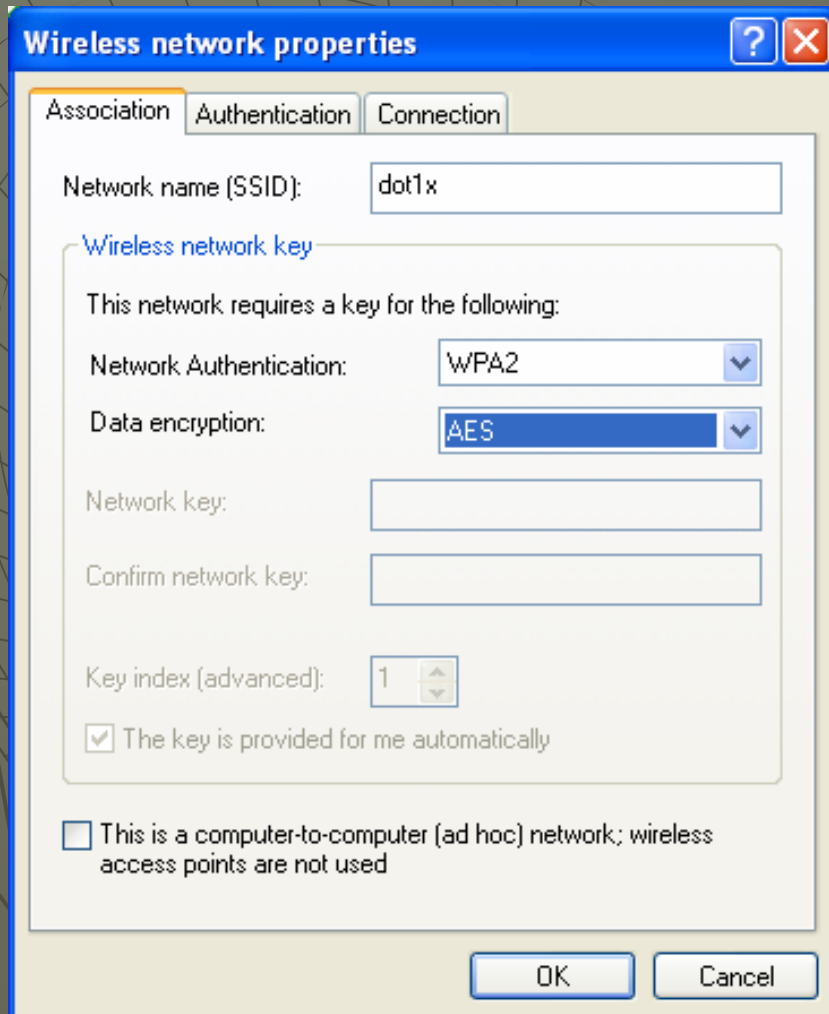 Wireless network properties
Association Authentication Connection
Network name (SSID): dot1x
Wireless network key
This network requires a key for the following:
Network Authentication: WPA2
Data encryption: AES
Network key:
Confirm network key:
Key index (advanced): 1
The key is provided for me automatically
This is a computer-to-computer (ad hoc) network; wireless
access points are not used
OK Cancel